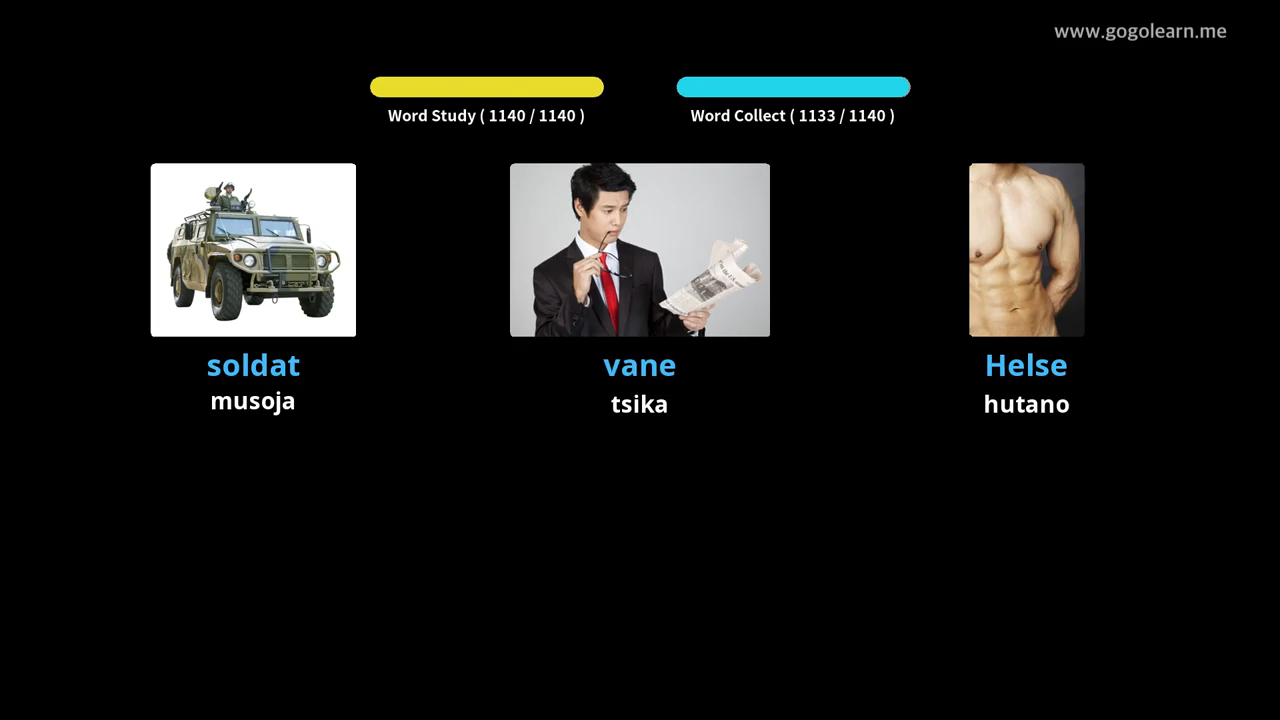 www.gogolearn.me
Word Study ( 1140 / 1140 )
Word Collect ( 1133 / 1140 )
soldat
musoja
vane
tsika
Helse
hutano